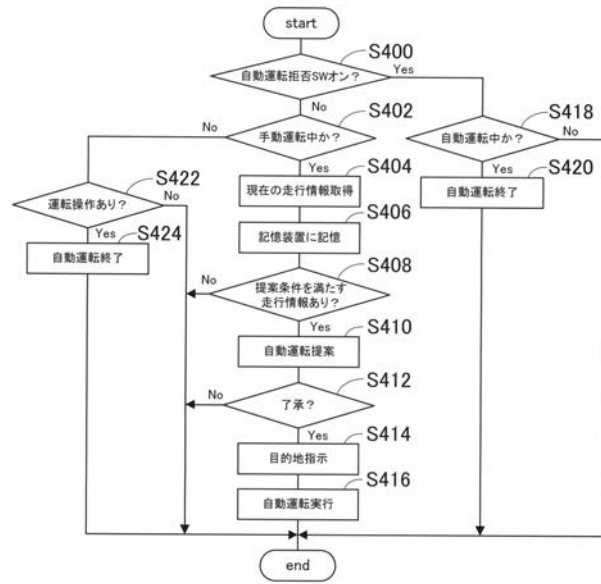 start
S400
自動運転拒否SWオン?
Yes
No
S402
手動運転中か?
No
Yes
S418
自動運転中か?
No
Yes
S404
現在の走行情報取得
S420
自動運転終了
S422
運転操作あり?
No
Yes
S406
記憶装置に記憶
S424
自動運転終了
S408
提案条件を満たす
走行情報あり?
No
Yes
S410
自動運転提案
S412
了承?
No
Yes
S414
目的地指示
S416
自動運転実行
end